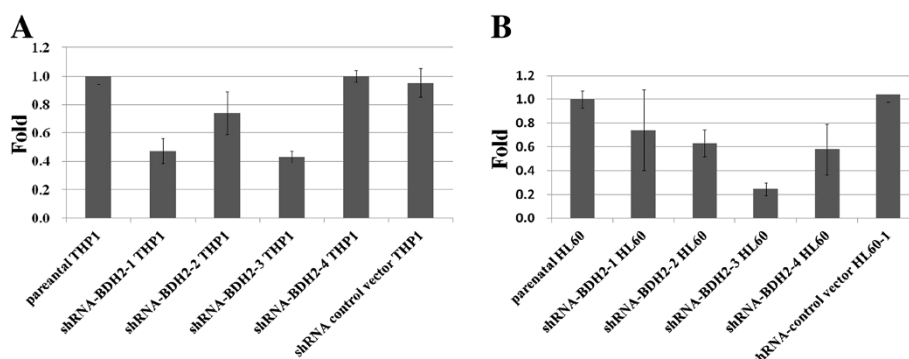 A
Fold
1.2
1.0
0.8
0.6
0.4
0.2
0.0
pareantal THP1
shRNA-BDH2-1 THP1
shRNA-BDH2-2 THP1
shRNA-BDH2-3 THP1
shRNA-BDH2-4 THP1
shRNA control vector THP1
B
Fold
1.2
1.0
0.8
0.6
0.4
0.2
0.0
parenatal HL60
shRNA-BDH2-1 HL60
shRNA-BDH2-2 HL60
shRNA-BDH2-3 HL60
shRNA-BDH2-4 HL60
shRNA-control vector HL60-1